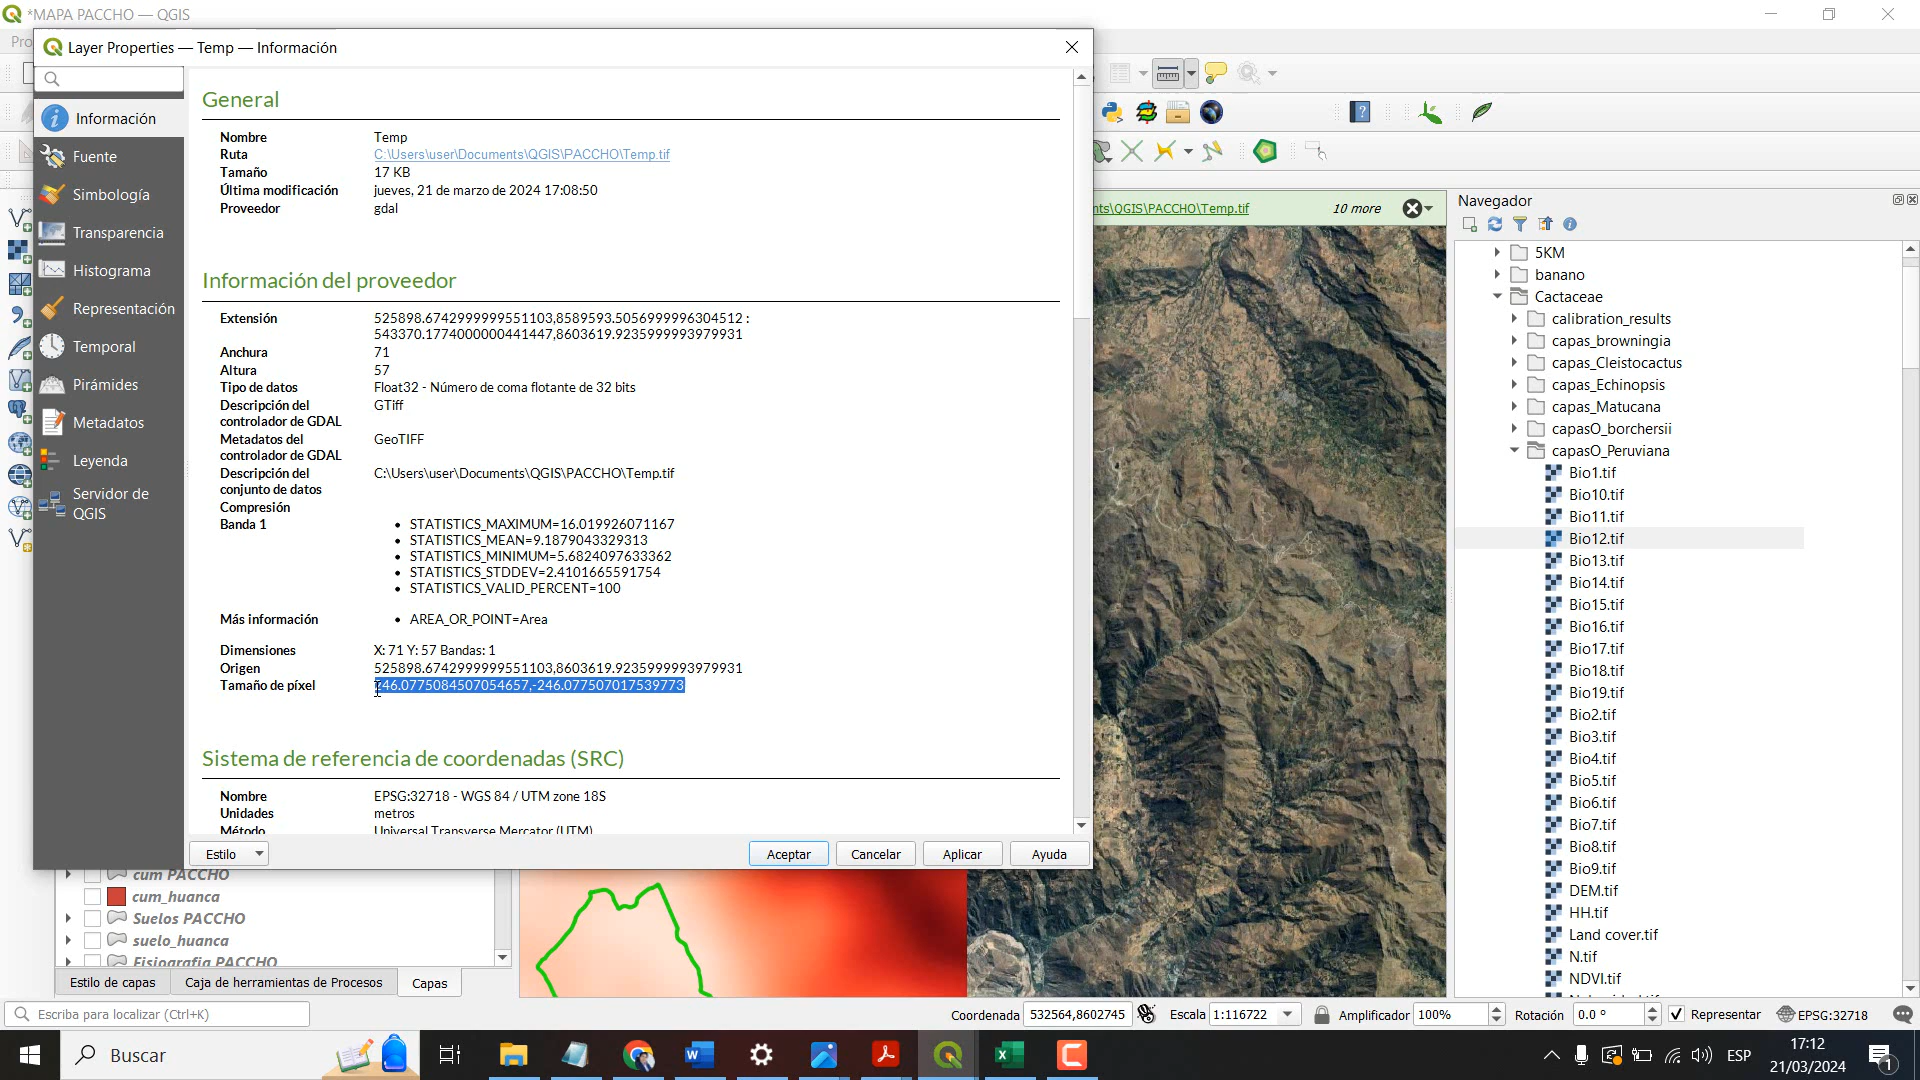 *MAPA PACCHO — QGIS
Pro
Layer Properties — Temp — Información
Información
Fuente
Simbología
Transparencia
Histograma
Representación
Temporal
Pirámides
Metadatos
Leyenda
Servidor de
QGIS
General
Nombre Temp
Ruta C:\Users\user\Documents\QGIS\PACCHO\Temp.tif
Tamaño 17 KB
Última modificación jueves, 21 de marzo de 2024 17:08:50
Proveedor gdal
Información del proveedor
Extensión 525898.6742999999551103,8589593.5056999996304512 :
543370.1774000000441447,8603619.9235999993979931
Anchura 71
Altura 57
Tipo de datos Float32 - Número de coma flotante de 32 bits
Descripción del GTiff
controlador de GDAL
Metadatos del GeoTIFF
controlador de GDAL
Descripción del C:\Users\user\Documents\QGIS\PACCHO\Temp.tif
conjunto de datos
Compresión
Banda 1 • STATISTICS_MAXIMUM=16.019926071167
• STATISTICS_MEAN=9.1879043329313
• STATISTICS_MINIMUM=5.6824097633362
• STATISTICS_STDDEV=2.4101665591754
• STATISTICS_VALID_PERCENT=100
Más información • AREA_OR_POINT=Area
Dimensiones X: 71 Y: 57 Bandas: 1
Origen 525898.6742999999551103,8603619.9235999993979931
Tamaño de píxel 246.0775084507054657,-246.077507017539773
Sistema de referencia de coordenadas (SRC)
Nombre EPSG:32718 - WGS 84 / UTM zone 18S
Unidades metros
Método Universal Transverse Mercator (UTM)
Estilo
Aceptar Cancelar Aplicar Ayuda
nts\QGIS\PACCHO\Temp.tif 10 more
Navegador
5KM
banano
Cactaceae
calibration_results
capas_browningia
capas_Cleistocactus
capas_Echinopsis
capas_Matucana
capasO_borchersii
capasO_Peruviana
Bio1.tif
Bio10.tif
Bio11.tif
Bio12.tif
Bio13.tif
Bio14.tif
Bio15.tif
Bio16.tif
Bio17.tif
Bio18.tif
Bio19.tif
Bio2.tif
Bio3.tif
Bio4.tif
Bio5.tif
Bio6.tif
Bio7.tif
Bio8.tif
Bio9.tif
DEM.tif
HH.tif
Land cover.tif
N.tif
NDVI.tif
cum PACCHO
cum_huanca
Suelos PACCHO
suelo_huanca
Fisiografia PACCHO
Estilo de capas Caja de herramientas de Procesos Capas
Escriba para localizar (Ctrl+K) Coordenada 532564,8602745 Escala 1:116722 Amplificador 100% Rotación 0.0 ° Representar EPSG:32718
Buscar
ESP
17:12
21/03/2024
1